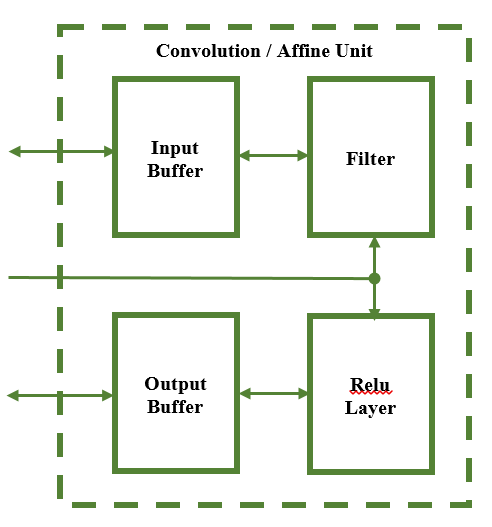 Convolution / Affine Unit
Input
Buffer
Filter
Output
Buffer
Relu
Layer